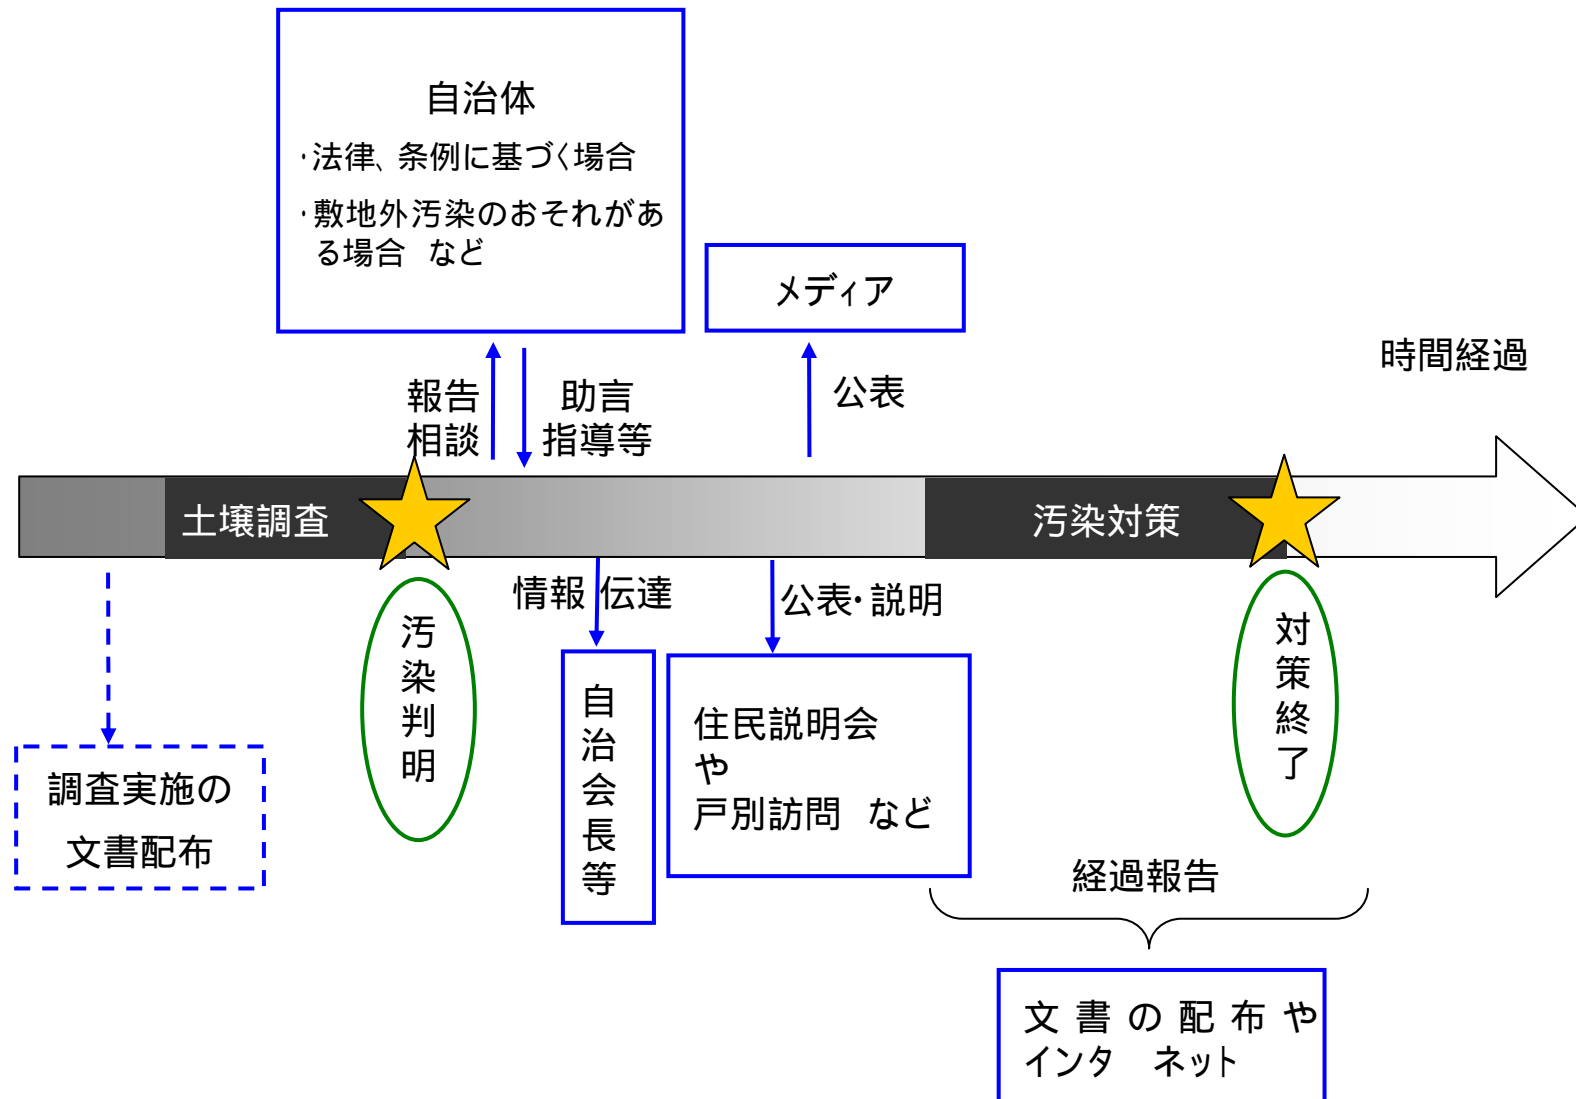 自治体
・法律、条例に基づく場合
・敷地外汚染のおそれがあ
る場合 など
メディア
時間経過
報告
相談
助言
指導等
公表
土壌調査
汚染対策
情報 伝達
公表・説明
汚染判明
対策終了
自治会長等
住民説明会
や
戸別訪問 など
調査実施の
文書配布
経過報告
文書の配布や
インタ ネット